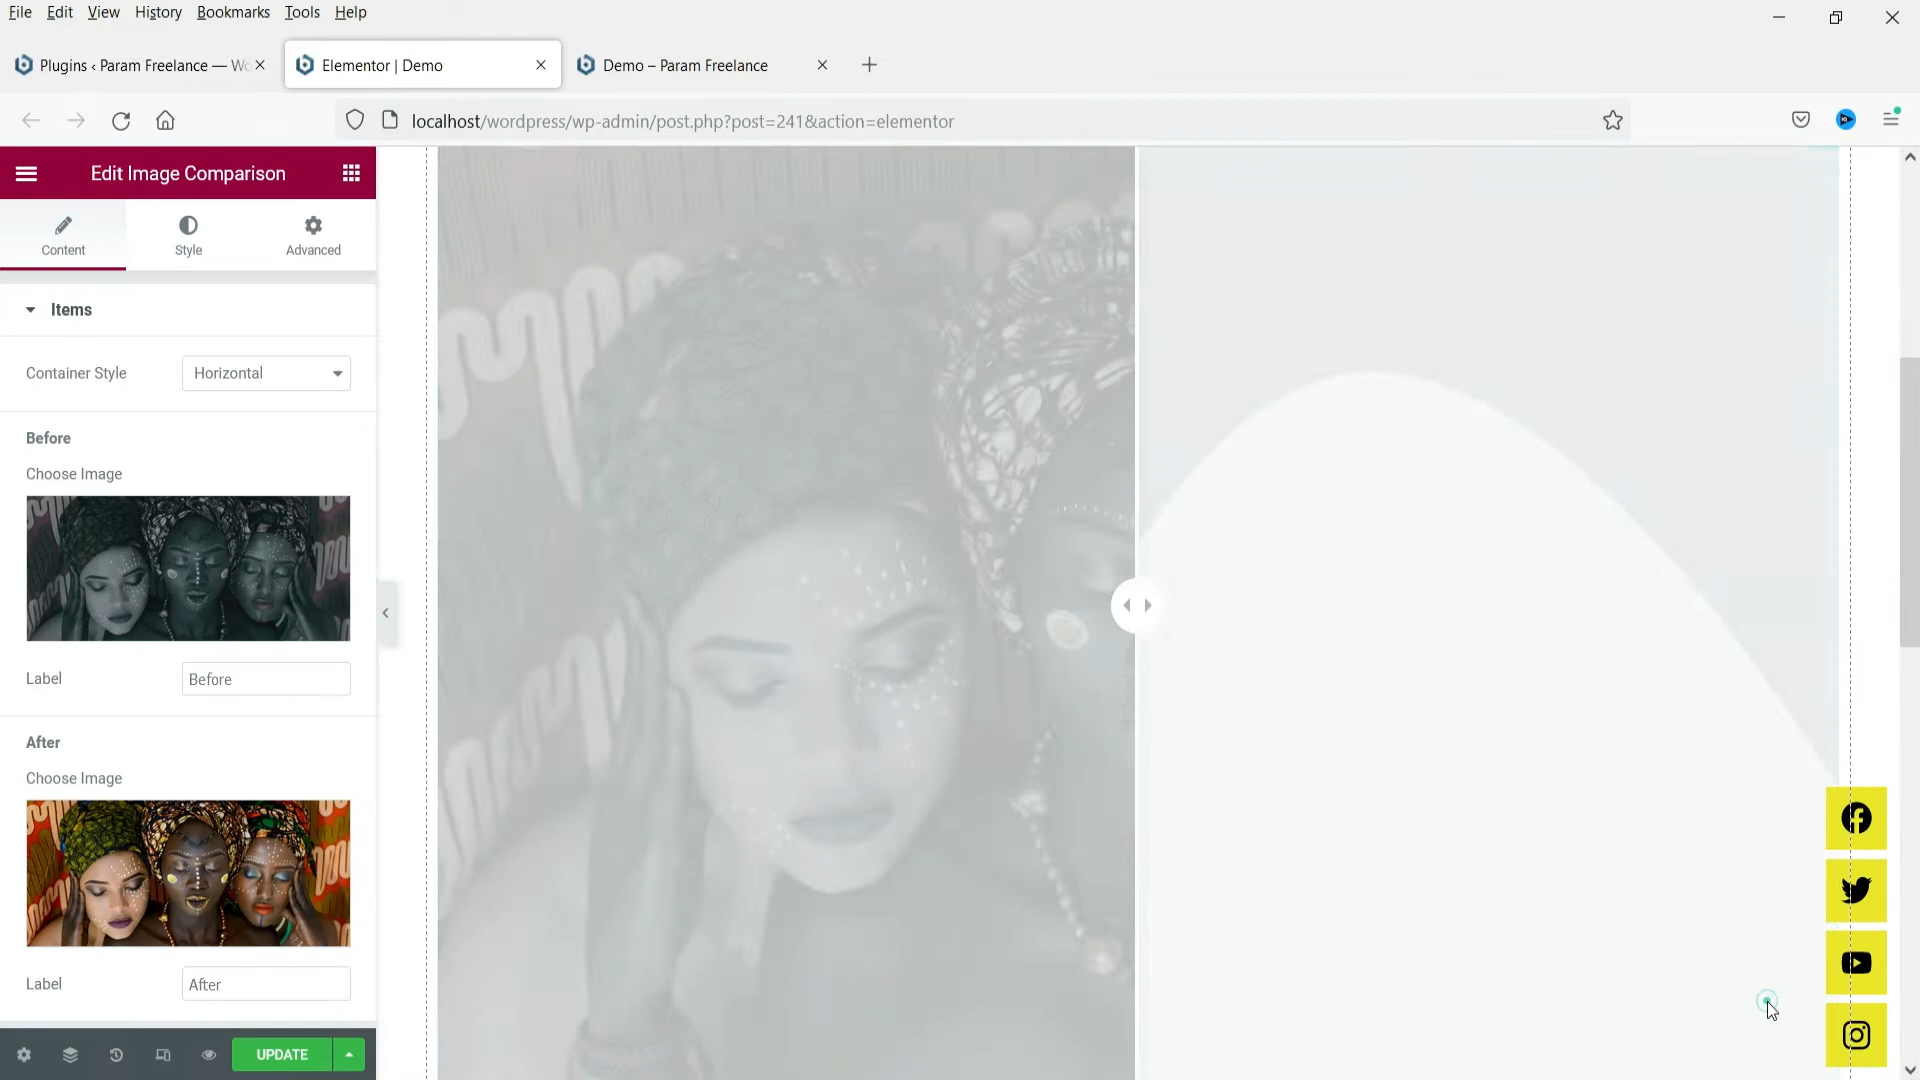 File Edit View History Bookmarks Tools Help
Plugins ‹ Param Freelance — Wo
Elementor | Demo
Demo – Param Freelance
localhost/wordpress/wp-admin/post.php?post=241&action=elementor
Edit Image Comparison
Content
Style
Advanced
Items
Container Style
Horizontal
Before
Choose Image
Label
Before
After
Choose Image
Label
After
UPDATE